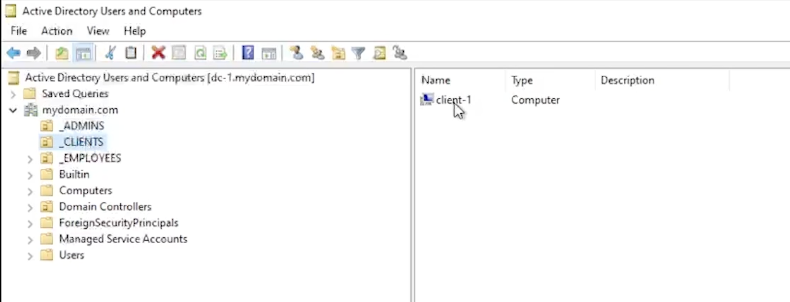 Active Directory Users and Computers
File Action View Help
Active Directory Users and Computers [dc-1.mydomain.com]
Saved Queries
mydomain.com
_ADMINS
_CLIENTS
_EMPLOYEES
Builtin
Computers
Domain Controllers
ForeignSecurityPrincipals
Managed Service Accounts
Users
Name Type Description
client-1 Computer